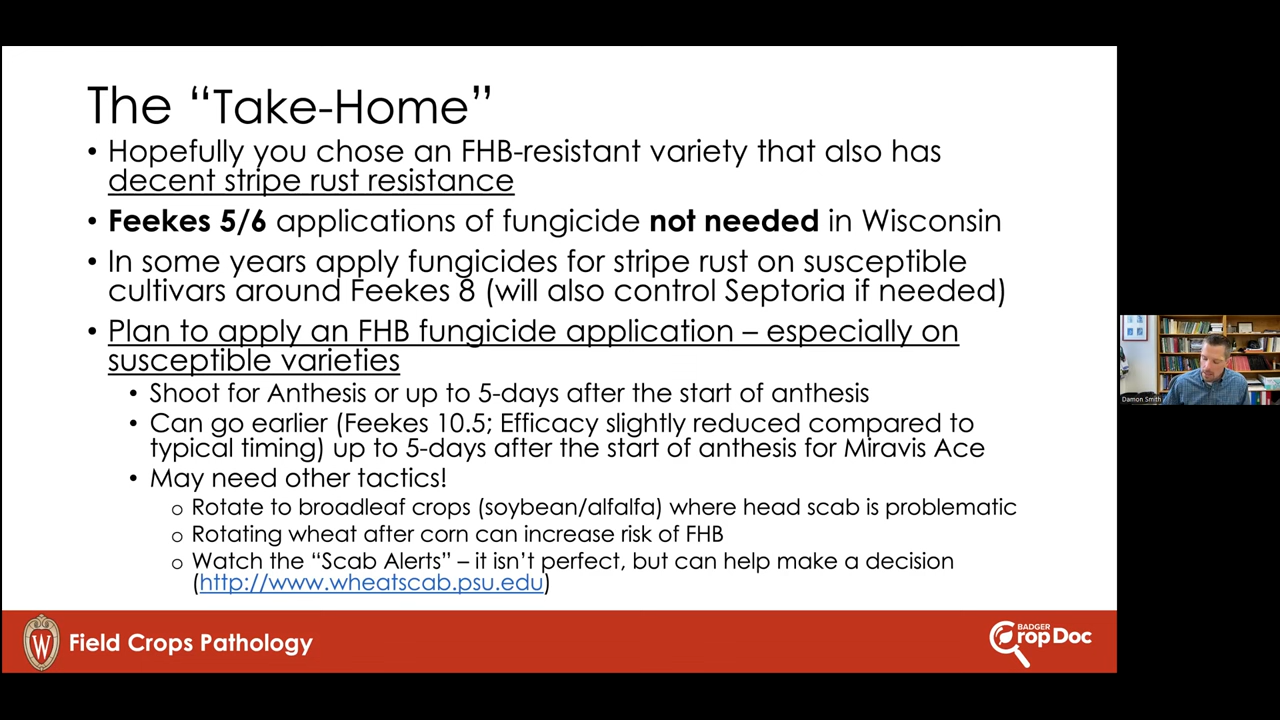 The “Take-Home”
• Hopefully you chose an FHB-resistant variety that also has
decent stripe rust resistance
• Feekes 5/6 applications of fungicide not needed in Wisconsin
• In some years apply fungicides for stripe rust on susceptible
cultivars around Feekes 8 (will also control Septoria if needed)
• Plan to apply an FHB fungicide application – especially on
susceptible varieties
• Shoot for Anthesis or up to 5-days after the start of anthesis
• Can go earlier (Feekes 10.5; Efficacy slightly reduced compared to
typical timing) up to 5-days after the start of anthesis for Miravis Ace
• May need other tactics!
o Rotate to broadleaf crops (soybean/alfalfa) where head scab is problematic
o Rotating wheat after corn can increase risk of FHB
o Watch the “Scab Alerts” – it isn’t perfect, but can help make a decision
(http://www.wheatscab.psu.edu)
Damon Smith
W Field Crops Pathology
BADGER
CropDoc